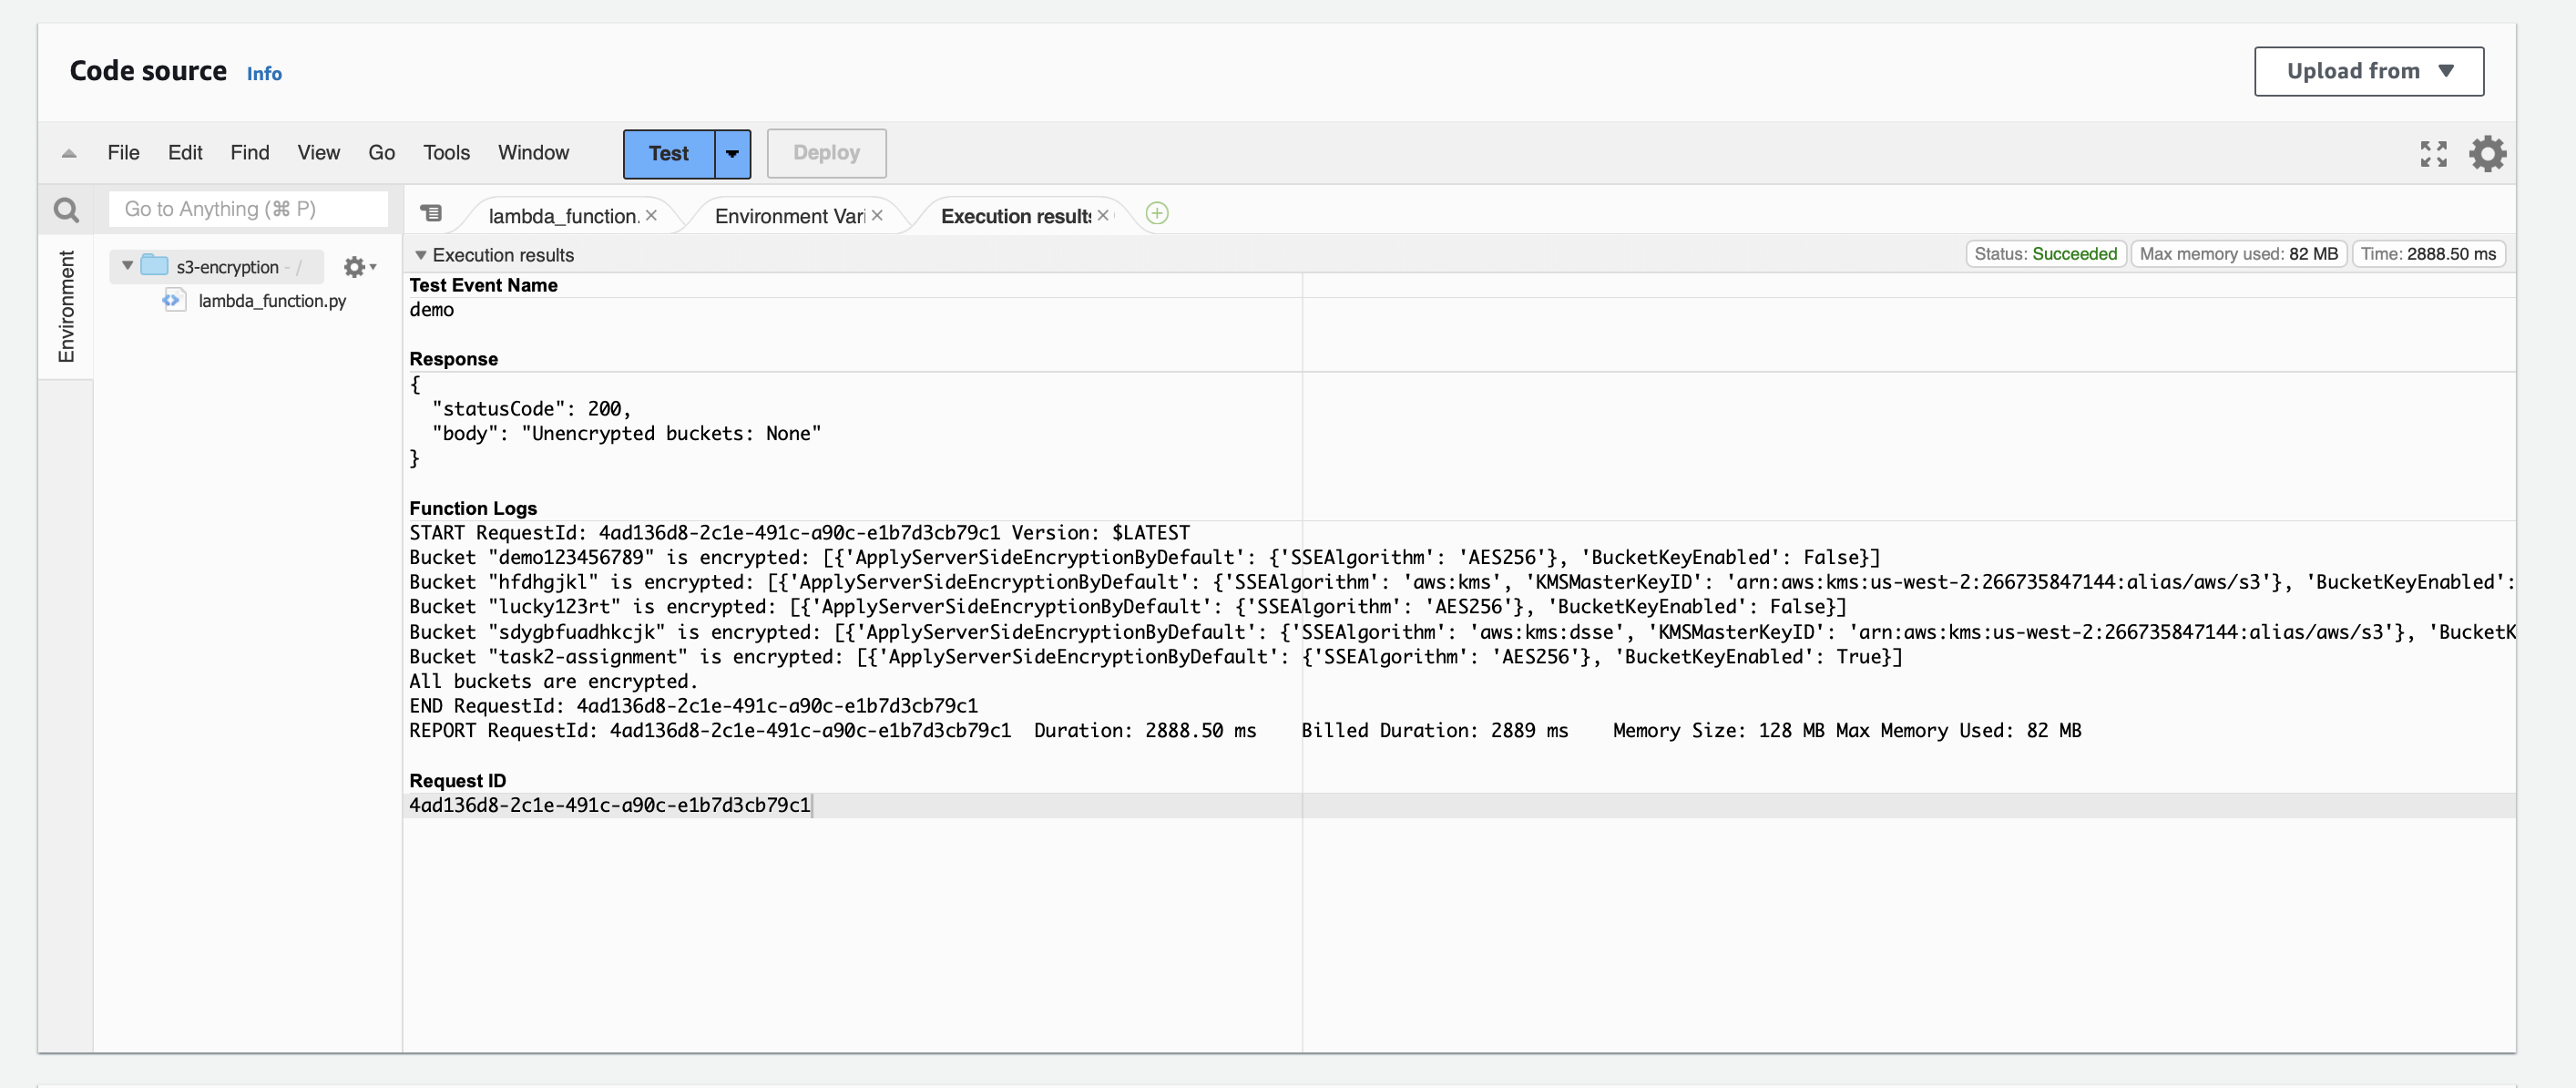 Code source Info
Upload from
File Edit Find View Go Tools Window Test Deploy
Go to Anything (⌘ P)
lambda_function. Environment Vari Execution results
Environment
s3-encryption - /
lambda_function.py
Execution results
Status: Succeeded Max memory used: 82 MB Time: 2888.50 ms
Test Event Name
demo
Response
{
"statusCode": 200,
"body": "Unencrypted buckets: None"
}
Function Logs
START RequestId: 4ad136d8-2c1e-491c-a90c-e1b7d3cb79c1 Version: $LATEST
Bucket "demo123456789" is encrypted: [{'ApplyServerSideEncryptionByDefault': {'SSEAlgorithm': 'AES256'}, 'BucketKeyEnabled': False}]
Bucket "hfdhgjkl" is encrypted: [{'ApplyServerSideEncryptionByDefault': {'SSEAlgorithm': 'aws:kms', 'KMSMasterKeyID': 'arn:aws:kms:us-west-2:266735847144:alias/aws/s3'}, 'BucketKeyEnabled':
Bucket "lucky123rt" is encrypted: [{'ApplyServerSideEncryptionByDefault': {'SSEAlgorithm': 'AES256'}, 'BucketKeyEnabled': False}]
Bucket "sdygbfuadhkcjk" is encrypted: [{'ApplyServerSideEncryptionByDefault': {'SSEAlgorithm': 'aws:kms:dsse', 'KMSMasterKeyID': 'arn:aws:kms:us-west-2:266735847144:alias/aws/s3'}, 'BucketK
Bucket "task2-assignment" is encrypted: [{'ApplyServerSideEncryptionByDefault': {'SSEAlgorithm': 'AES256'}, 'BucketKeyEnabled': True}]
All buckets are encrypted.
END RequestId: 4ad136d8-2c1e-491c-a90c-e1b7d3cb79c1
REPORT RequestId: 4ad136d8-2c1e-491c-a90c-e1b7d3cb79c1 Duration: 2888.50 ms Billed Duration: 2889 ms Memory Size: 128 MB Max Memory Used: 82 MB
Request ID
4ad136d8-2c1e-491c-a90c-e1b7d3cb79c1